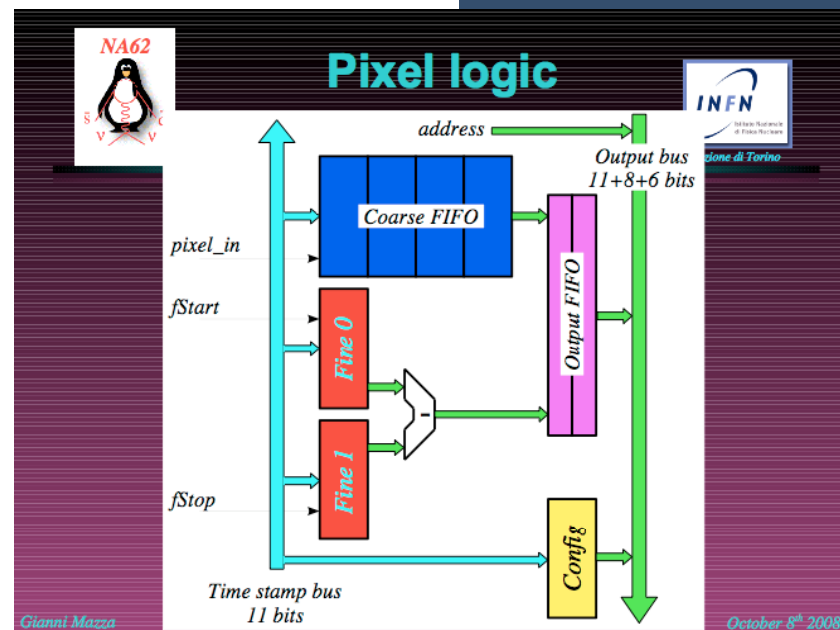 NA62
Pixel logic
INFN
Istituto Nazionale
di Fisica Nucleare
zione di Torino
address
Output bus
11+8+6 bits
Coarse FIFO
pixel_in
fStart
Fine 0
Output FIFO
-
Fine 1
fStop
Config
Time stamp bus
11 bits
Gianni Mazza
October 8th 2008